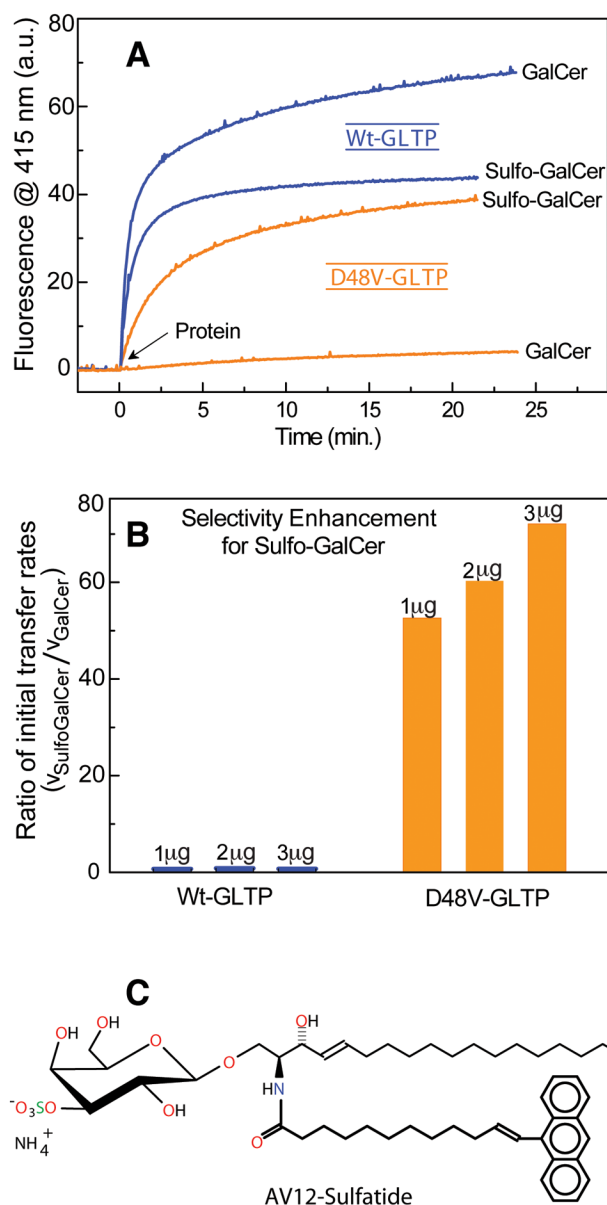 A
Fluorescence @ 415 nm (a.u.)
80
60
40
20
0
GalCer
Wt-GLTP
Sulfo-GalCer
Sulfo-GalCer
D48V-GLTP
Protein
GalCer
0 5 10 15 20 25
Time (min.)
B
Selectivity Enhancement
for Sulfo-GalCer
Ratio of initial transfer rates
(vSulfoGalCer/vGalCer)
80
60
40
20
0
1μg 2μg 3μg
1μg 2μg 3μg
Wt-GLTP D48V-GLTP
C
OH OH O O OH
⁻O₃SO OH HN
NH₄⁺ O
AV12-Sulfatide